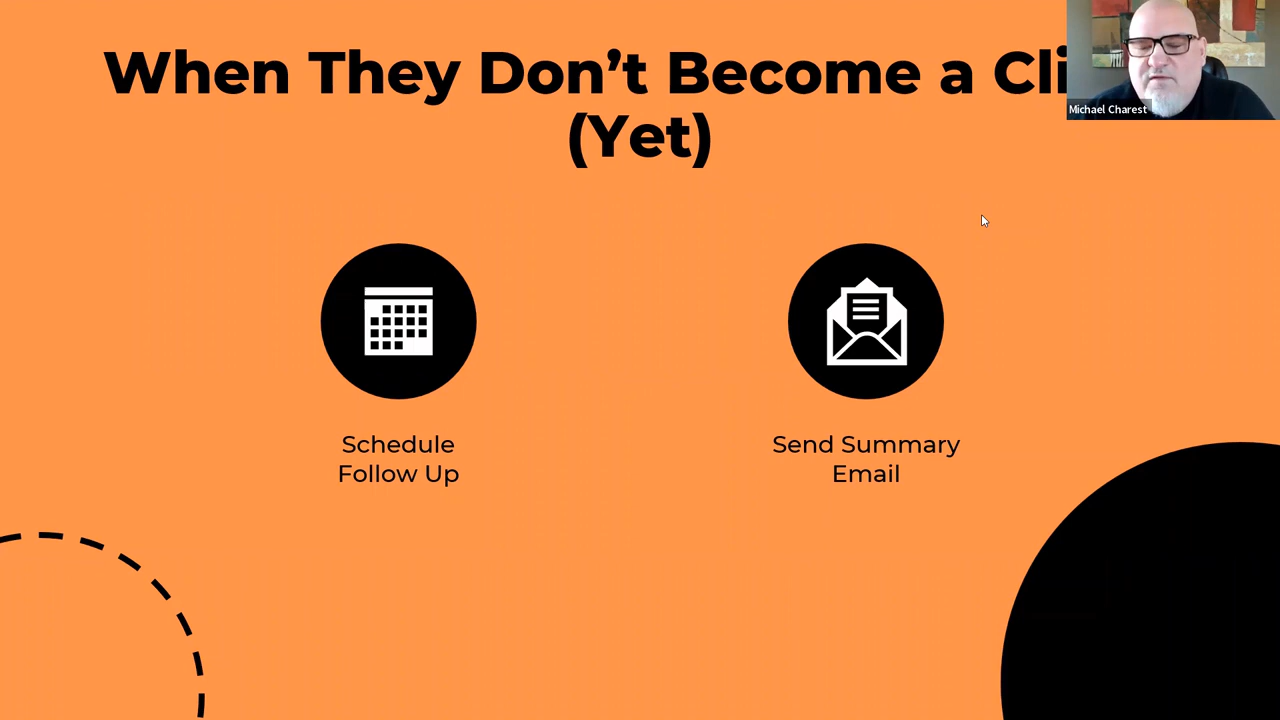 When They Don’t Become a Cli
(Yet)
Michael Charest
Schedule
Follow Up
Send Summary
Email